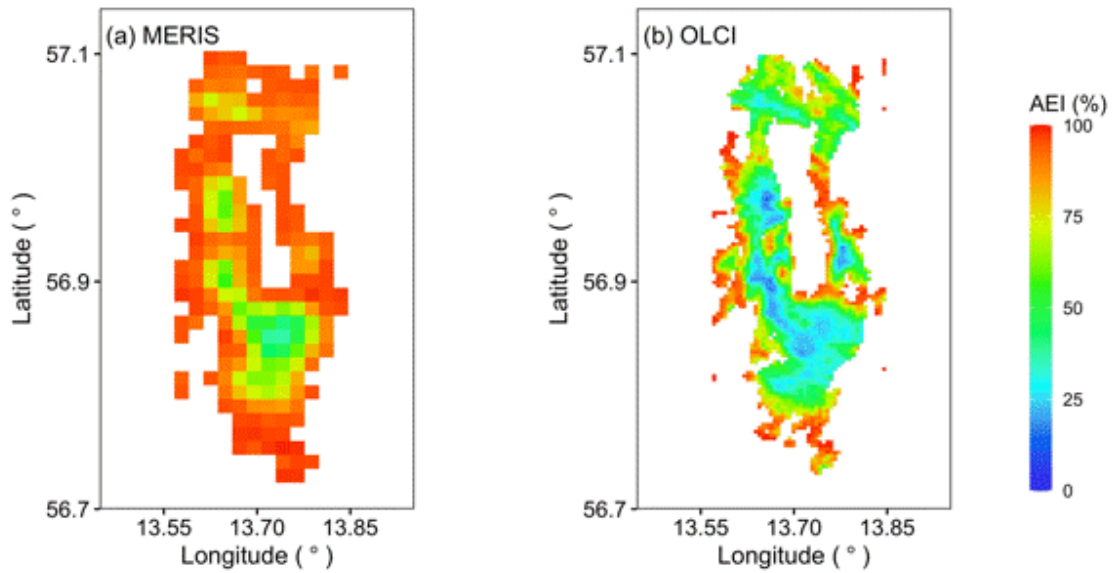 (a) MERIS
57.1
56.9
56.7
Latitude ( ° )
13.55 13.70 13.85
Longitude ( ° )
(b) OLCI
57.1
56.9
56.7
Latitude ( ° )
13.55 13.70 13.85
Longitude ( ° )
AEI (%)
100
75
50
25
0